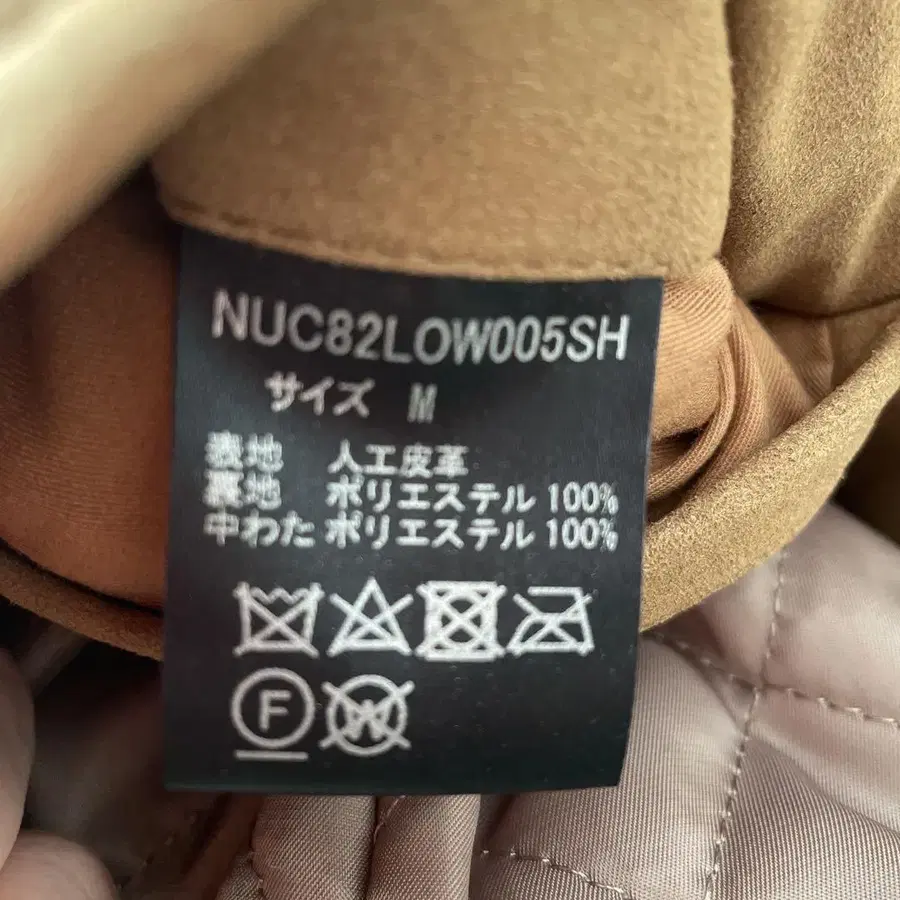 NUC82LOW005SH
サイズ M
表地 人工皮革
裏地 ポリエステル 100%
中わた ポリエステル 100%
F W